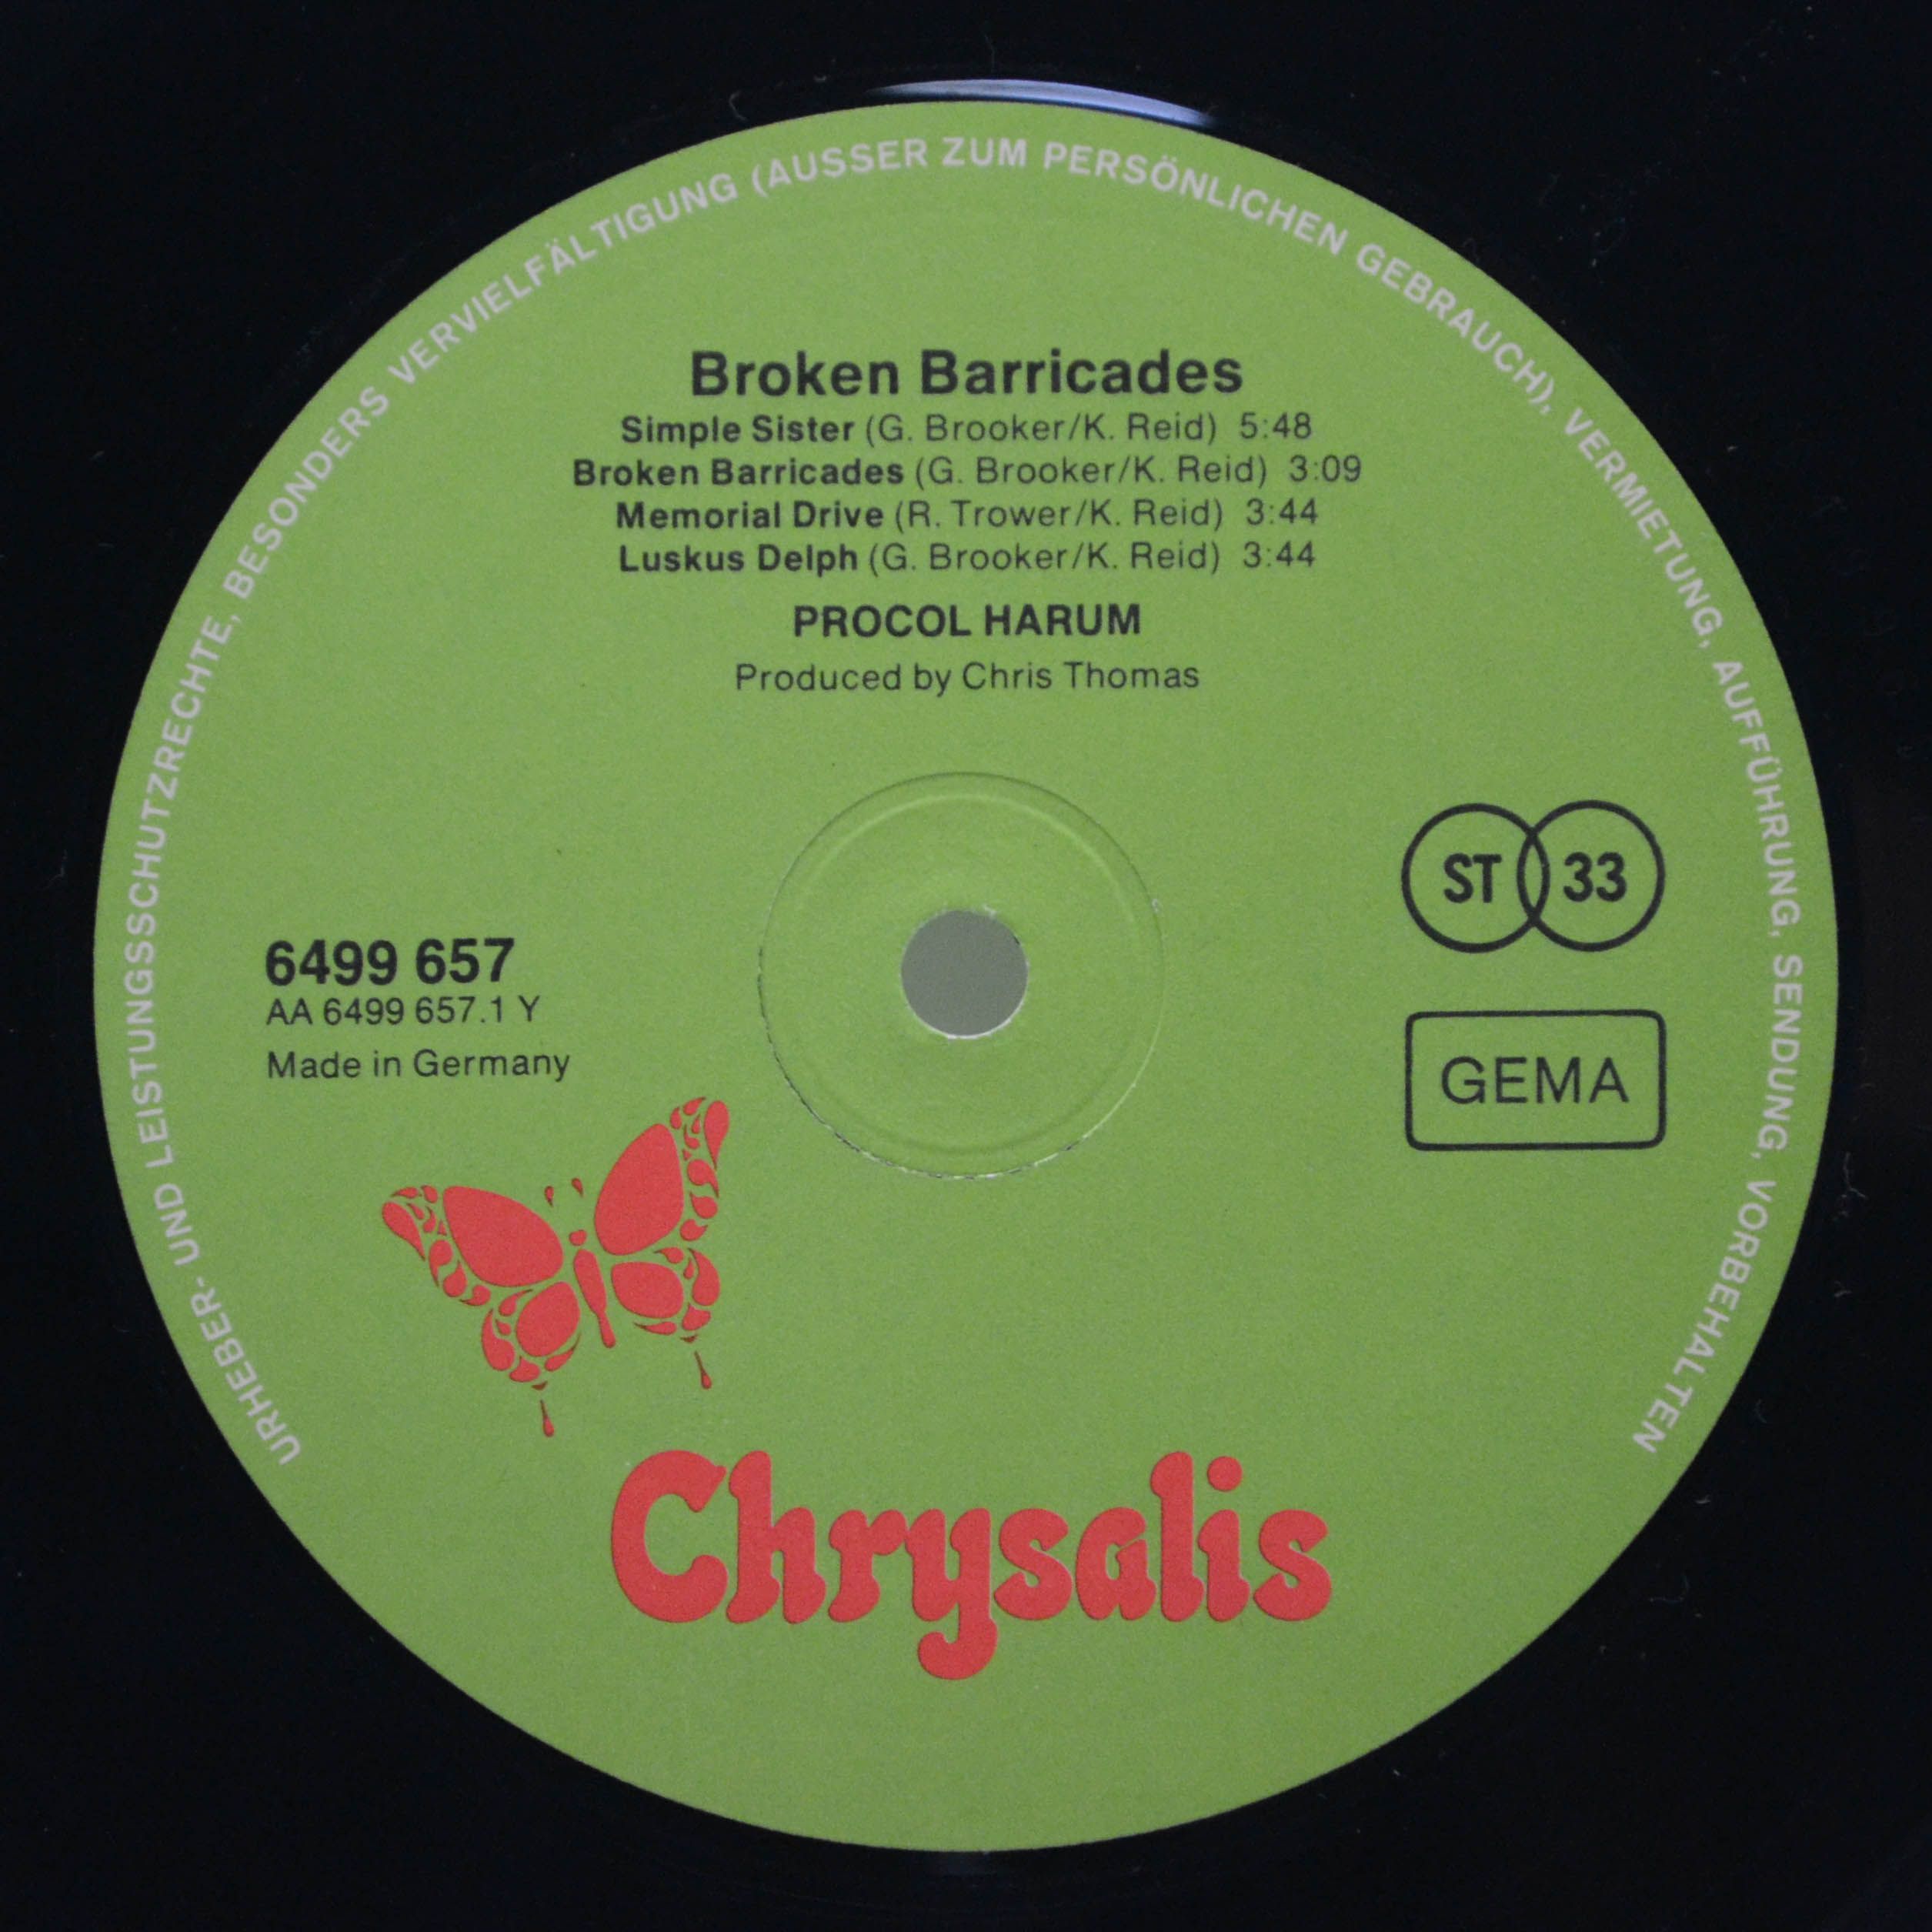 URHEBER- UND LEISTUNGSSCHUTZRECHTE, BESONDERS VERVIELFÄLTIGUNG (AUSSER ZUM PERSÖNLICHEN GEBRAUCH), VERMIETUNG, AUFFÜHRUNG, SENDUNG, VORBEHALTEN
Broken Barricades
Simple Sister (G. Brooker/K. Reid) 5:48
Broken Barricades (G. Brooker/K. Reid) 3:09
Memorial Drive (R. Trower/K. Reid) 3:44
Luskus Delph (G. Brooker/K. Reid) 3:44
PROCOL HARUM
Produced by Chris Thomas
ST 33
6499 657
AA 6499 657.1 Y
Made in Germany
GEMA
Chrysalis